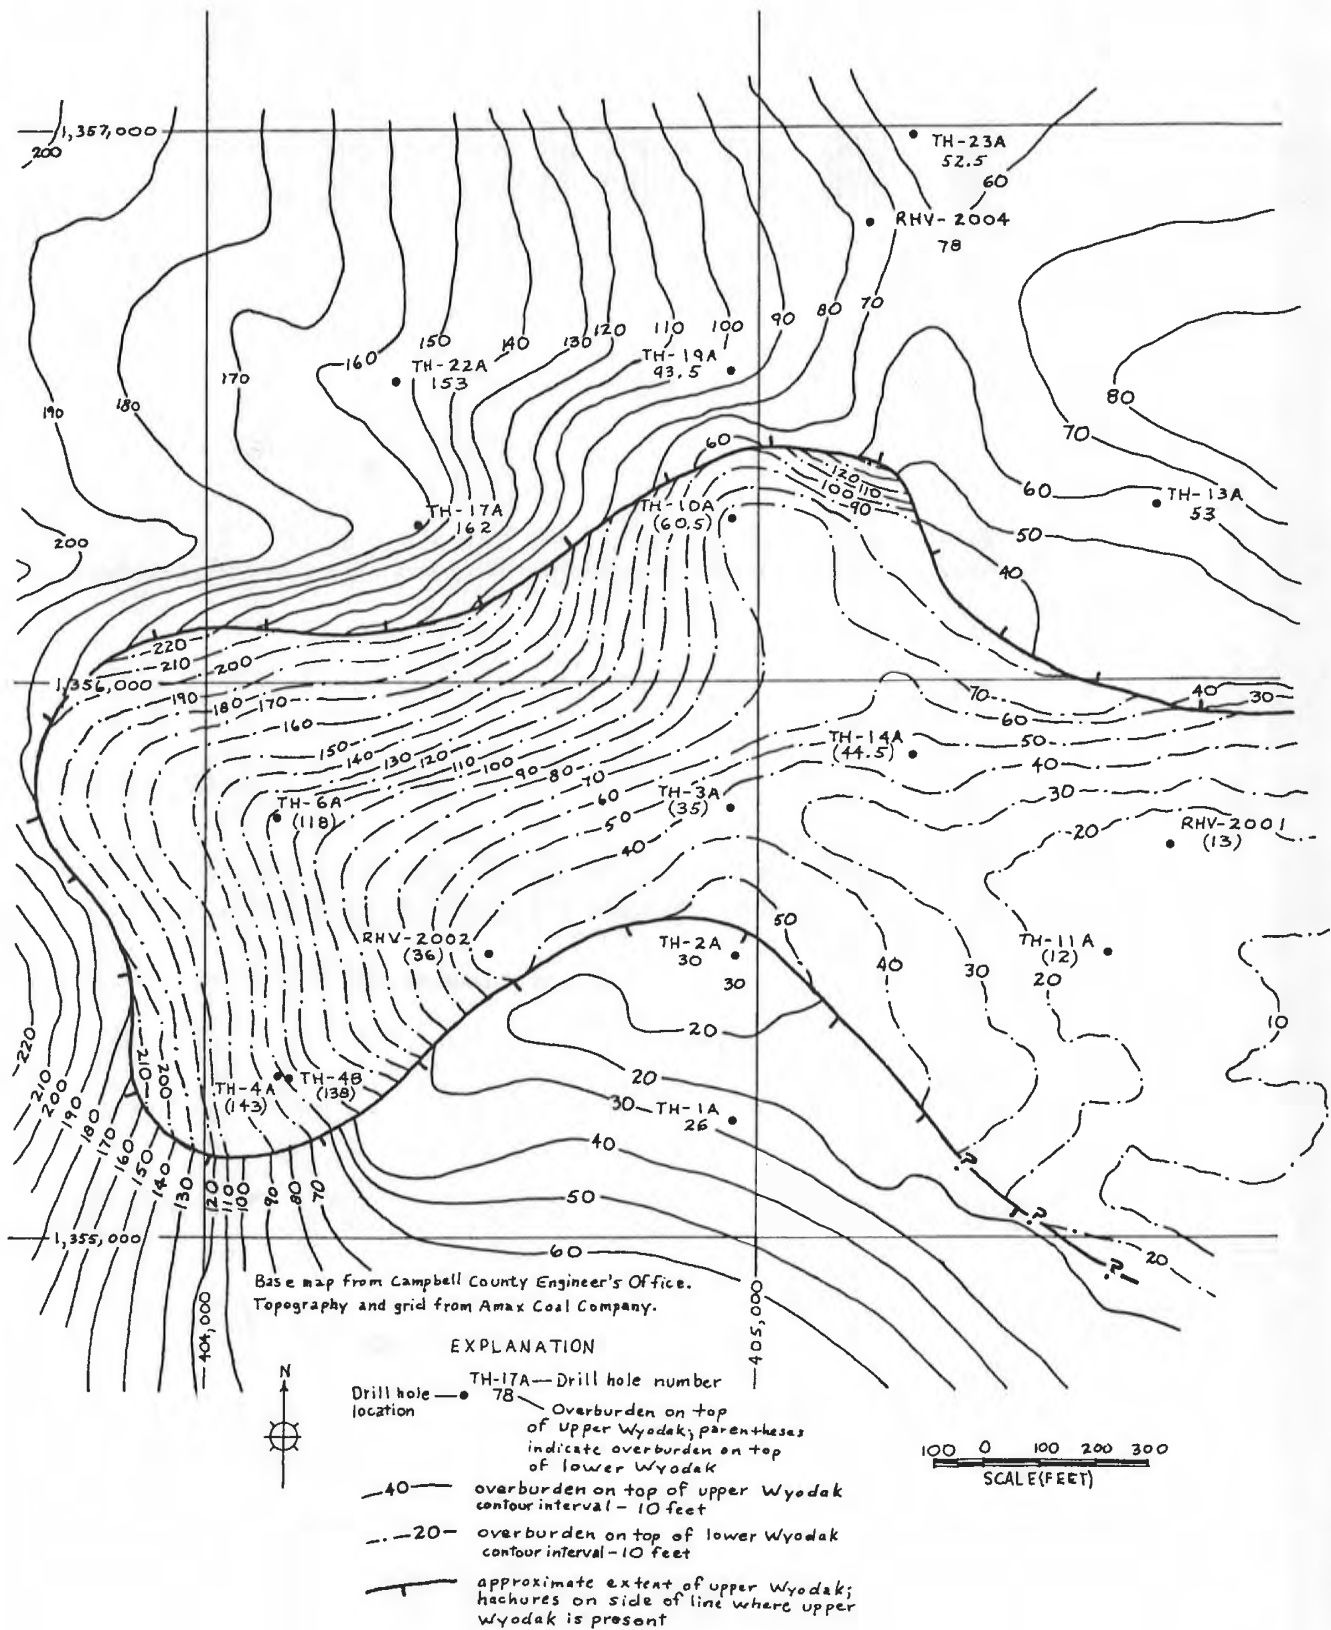 1,357,000
200
TH-23A
52.5
60
RHV-2004
78
70
80
90
100
110
120
130
140
150
160
TH-19A
93.5
TH-22A
153
170
180
190
80
70
60
TH-13A
53
50
40
60
120
110
100
90
TH-10A
(60.5)
TH-17A
162
200
220
210
200
1,356,000
190
180
170
160
150
140
130
120
110
100
90
80
70
60
50
40
70
60
50
40
30
40
30
TH-14A
(44.5)
TH-3A
(35)
TH-6A
(118)
20
RHV-2001
(13)
RHV-2002
(36)
50
TH-2A
30
30
40
30
TH-11A
(12)
20
10
20
20
30
TH-1A
26
40
50
60
TH-4A
(143)
TH-4B
(138)
210
200
220
210
200
190
180
170
160
150
140
130
120
110
100
90
80
70
?
?
?
20
1,355,000
404,000
405,000
Base map from Campbell County Engineer's Office.
Topography and grid from Amax Coal Company.
EXPLANATION
N
TH-17A—Drill hole number
Drill hole
location
78
Overburden on top
of upper Wyodak; parentheses
indicate overburden on top
of lower Wyodak
40 overburden on top of upper Wyodak
contour interval - 10 feet
20 overburden on top of lower Wyodak
contour interval - 10 feet
approximate extent of upper Wyodak;
hachures on side of line where upper
Wyodak is present
100 0 100 200 300
SCALE (FEET)